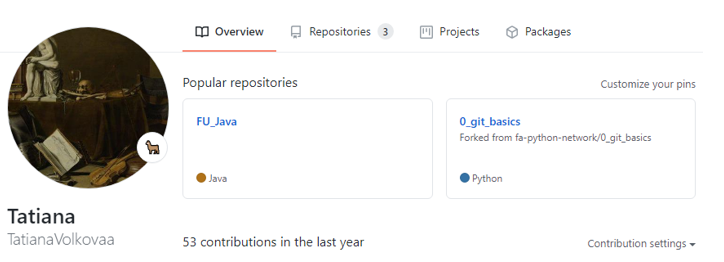 Overview Repositories 3 Projects Packages
Popular repositories Customize your pins
FU_Java
Java
0_git_basics
Forked from fa-python-network/0_git_basics
Python
Tatiana
TatianaVolkovaa
53 contributions in the last year Contribution settings